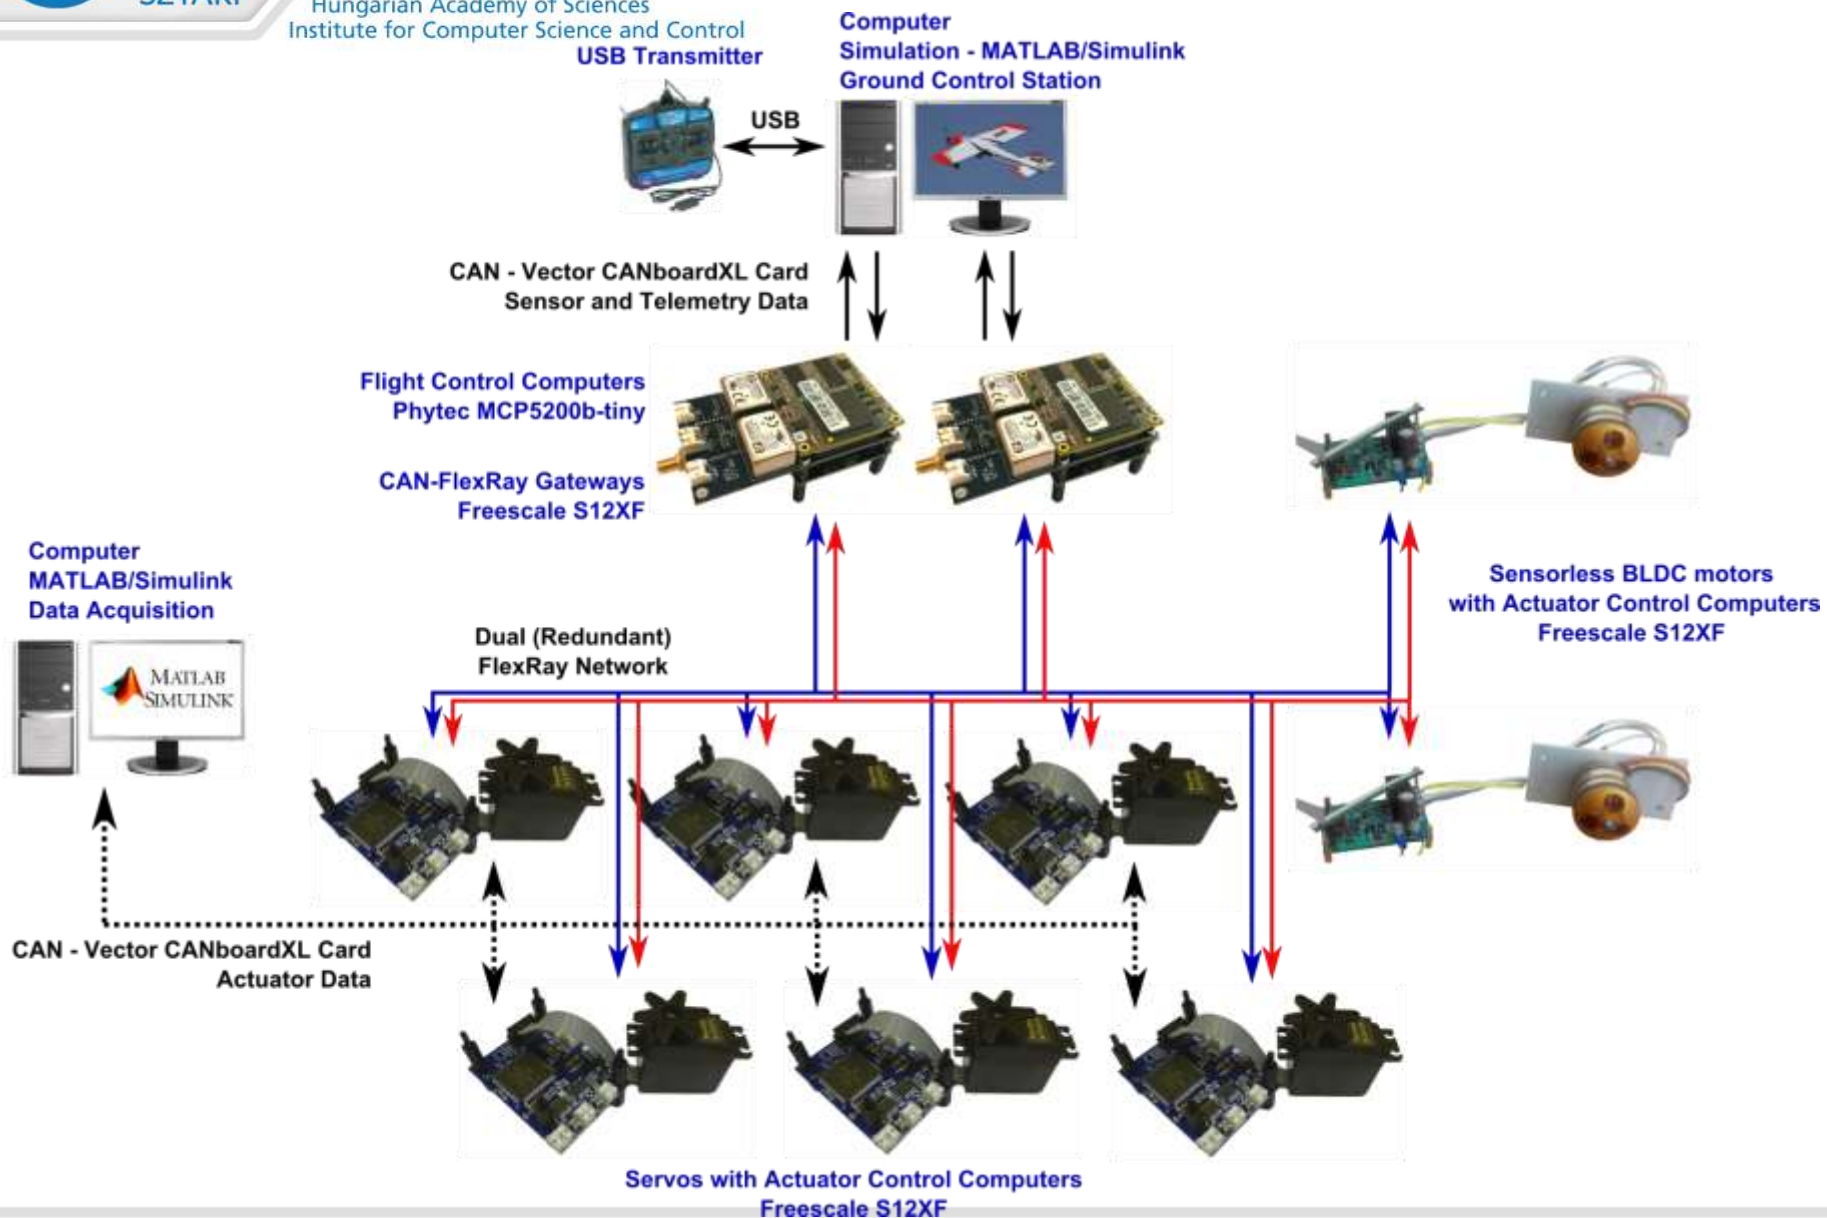 Hungarian Academy of Sciences
Institute for Computer Science and Control
USB Transmitter
Computer
Simulation - MATLAB/Simulink
Ground Control Station
USB
CAN - Vector CANboardXL Card
Sensor and Telemetry Data
Flight Control Computers
Phytec MCP5200b-tiny
CAN-FlexRay Gateways
Freescale S12XF
Computer
MATLAB/Simulink
Data Acquisition
MATLAB
SIMULINK
Dual (Redundant)
FlexRay Network
Sensorless BLDC motors
with Actuator Control Computers
Freescale S12XF
CAN - Vector CANboardXL Card
Actuator Data
Servos with Actuator Control Computers
Freescale S12XF